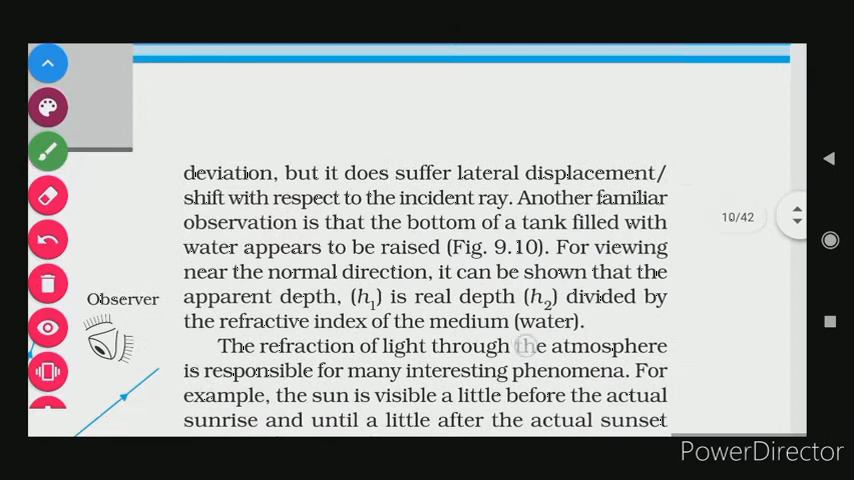 deviation, but it does suffer lateral displacement/
shift with respect to the incident ray. Another familiar
observation is that the bottom of a tank filled with
water appears to be raised (Fig. 9.10). For viewing
near the normal direction, it can be shown that the
apparent depth, (h₁) is real depth (h₂) divided by
the refractive index of the medium (water).
The refraction of light through the atmosphere
is responsible for many interesting phenomena. For
example, the sun is visible a little before the actual
sunrise and until a little after the actual sunset
Observer
10/42
PowerDirector